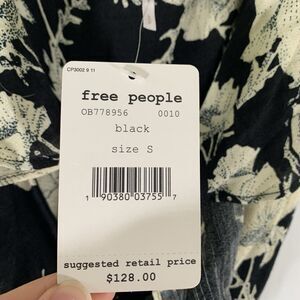 CP3002 9 11
free people
OB778956 0010
black
size S
1 90380 03755 7
suggested retail price
$128.00